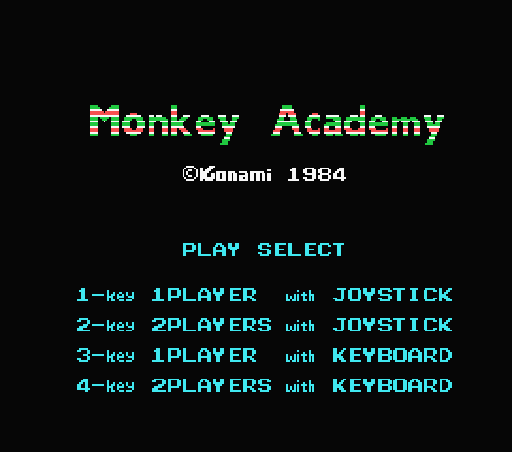 Monkey Academy
©Konami 1984
PLAY SELECT
1-key 1PLAYER with JOYSTICK
2-key 2PLAYERS with JOYSTICK
3-key 1PLAYER with KEYBOARD
4-key 2PLAYERS with KEYBOARD